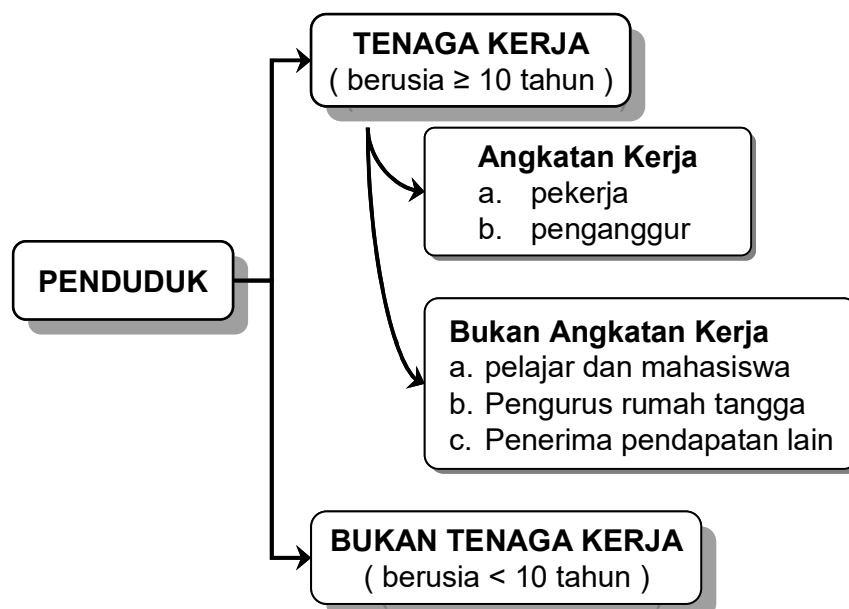 TENAGA KERJA
( berusia ≥ 10 tahun )
Angkatan Kerja
a. pekerja
b. penganggur
PENDUDUK
Bukan Angkatan Kerja
a. pelajar dan mahasiswa
b. Pengurus rumah tangga
c. Penerima pendapatan lain
BUKAN TENAGA KERJA
( berusia < 10 tahun )